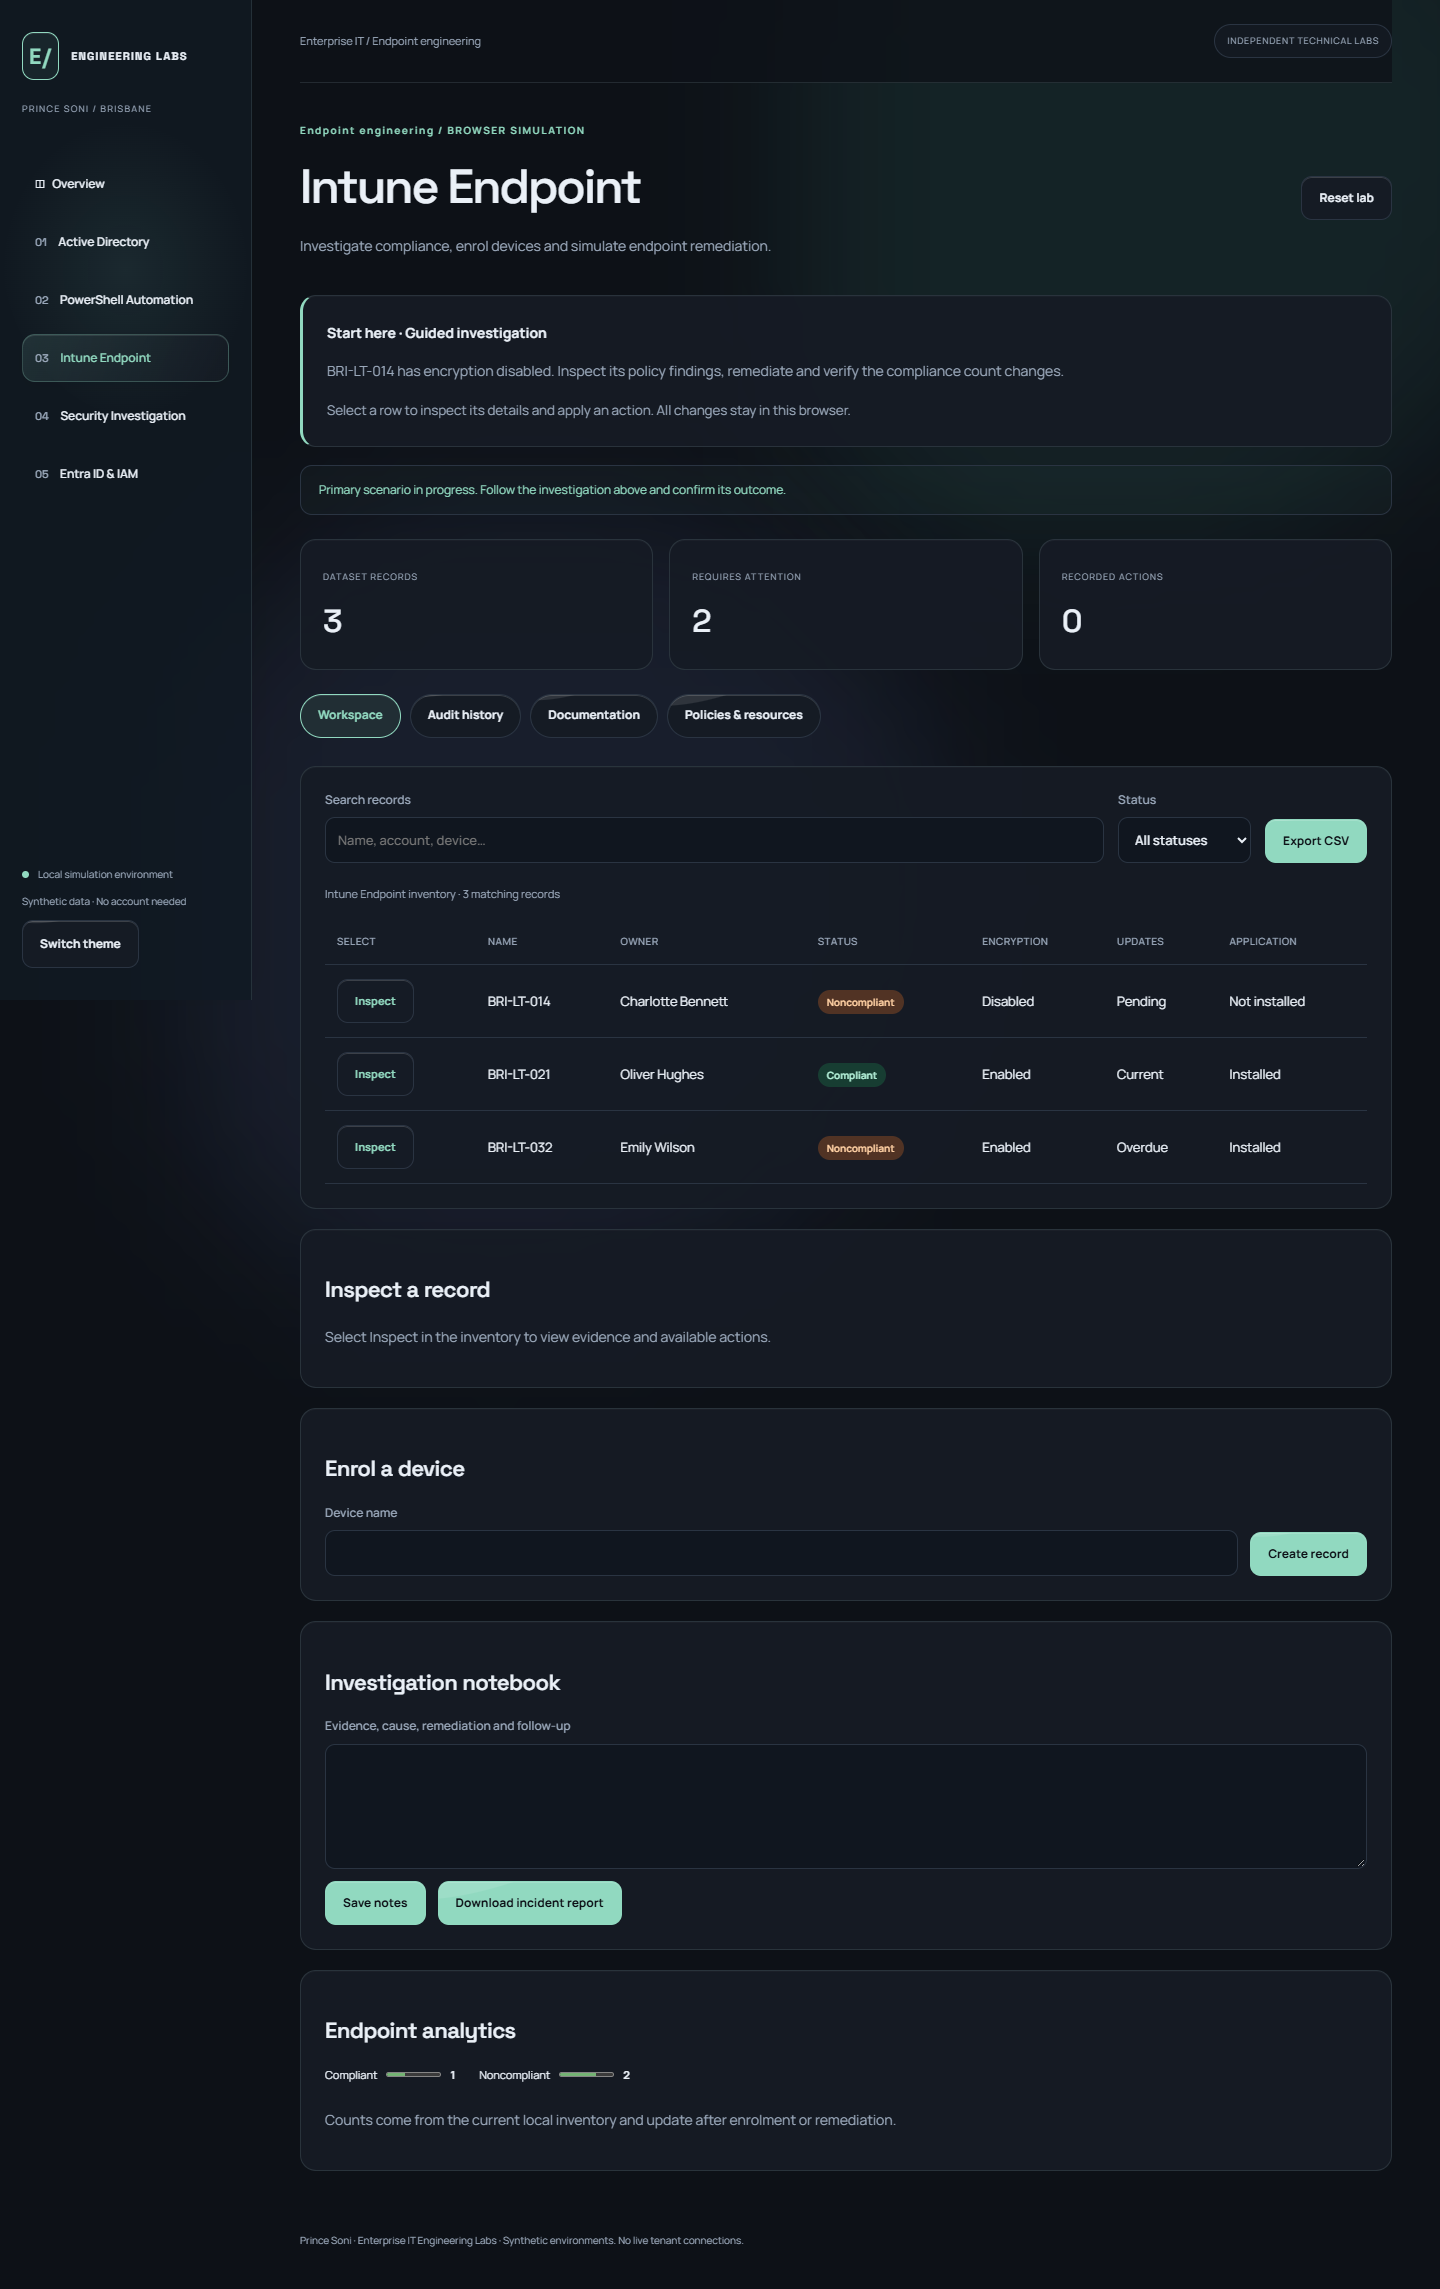 E/ ENGINEERING LABS
PRINCE SONI / BRISBANE
Overview
01 Active Directory
02 PowerShell Automation
03 Intune Endpoint
04 Security Investigation
05 Entra ID & IAM
Local simulation environment
Synthetic data · No account needed
Switch theme
Enterprise IT / Endpoint engineering
INDEPENDENT TECHNICAL LABS
Endpoint engineering / BROWSER SIMULATION
Intune Endpoint
Reset lab
Investigate compliance, enrol devices and simulate endpoint remediation.
Start here · Guided investigation
BRI-LT-014 has encryption disabled. Inspect its policy findings, remediate and verify the compliance count changes.
Select a row to inspect its details and apply an action. All changes stay in this browser.
Primary scenario in progress. Follow the investigation above and confirm its outcome.
DATASET RECORDS
3
REQUIRES ATTENTION
2
RECORDED ACTIONS
0
Workspace Audit history Documentation Policies & resources
Search records Status
Name, account, device... All statuses Export CSV
Intune Endpoint inventory · 3 matching records
SELECT NAME OWNER STATUS ENCRYPTION UPDATES APPLICATION
Inspect BRI-LT-014 Charlotte Bennett Noncompliant Disabled Pending Not installed
Inspect BRI-LT-021 Oliver Hughes Compliant Enabled Current Installed
Inspect BRI-LT-032 Emily Wilson Noncompliant Enabled Overdue Installed
Inspect a record
Select Inspect in the inventory to view evidence and available actions.
Enrol a device
Device name
Create record
Investigation notebook
Evidence, cause, remediation and follow-up
Save notes Download incident report
Endpoint analytics
Compliant 1 Noncompliant 2
Counts come from the current local inventory and update after enrolment or remediation.
Prince Soni · Enterprise IT Engineering Labs · Synthetic environments. No live tenant connections.